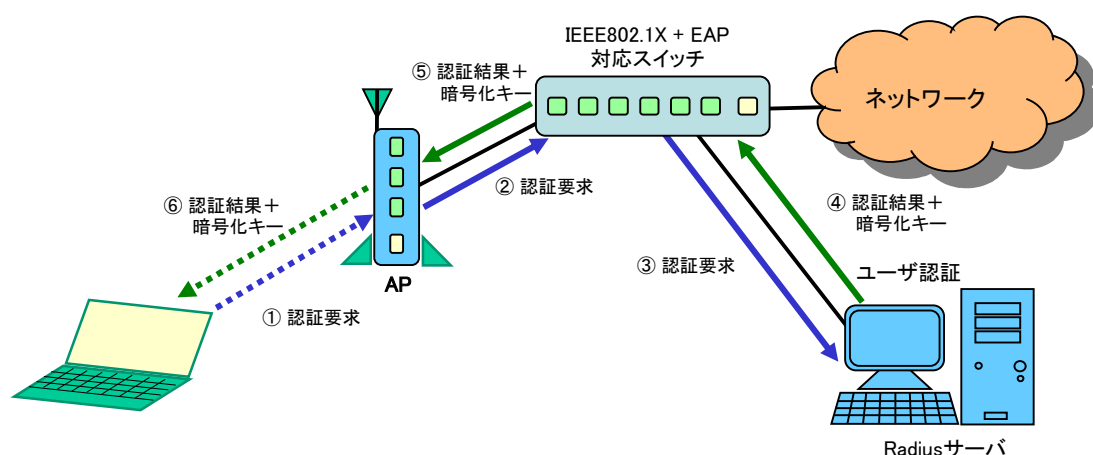 IEEE802.1X + EAP
対応スイッチ
⑤ 認証結果＋
暗号化キー
ネットワーク
② 認証要求
⑥ 認証結果＋
暗号化キー
④ 認証結果＋
暗号化キー
③ 認証要求
ユーザ認証
AP
① 認証要求
Radiusサーバ